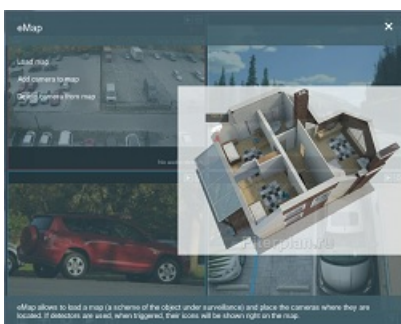 eMap
Load map
Add camera to map
Delete camera from map
eMap allows to load a map (a scheme of the object under surveillance) and place the cameras where they are
located. If detectors are used, when triggered, their icons will be shown right on the map.